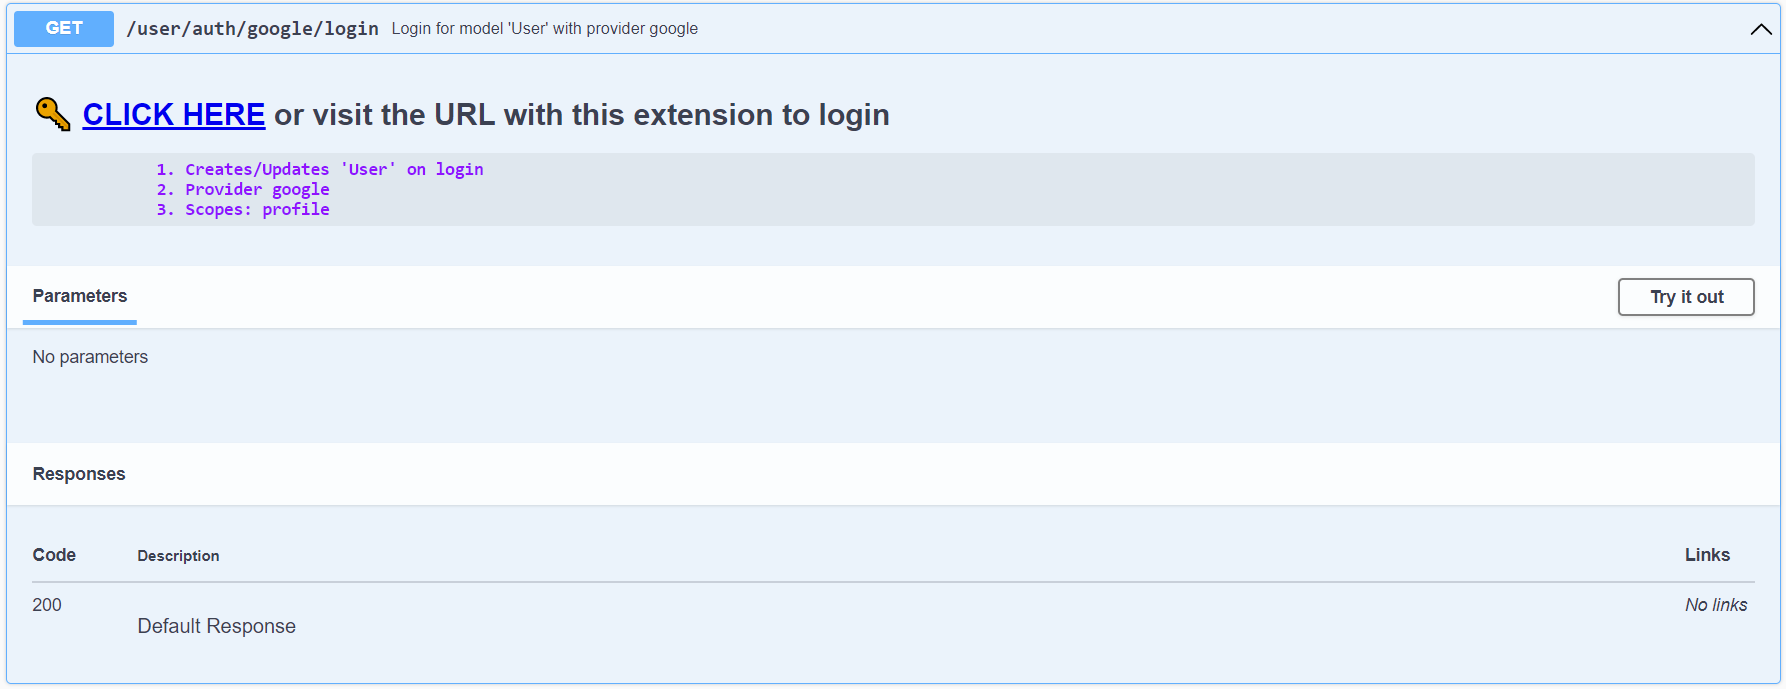 GET /user/auth/google/login Login for model 'User' with provider google
CLICK HERE or visit the URL with this extension to login
1. Creates/Updates 'User' on login
2. Provider google
3. Scopes: profile
Parameters Try it out
No parameters
Responses
Code Description Links
200 No links
Default Response